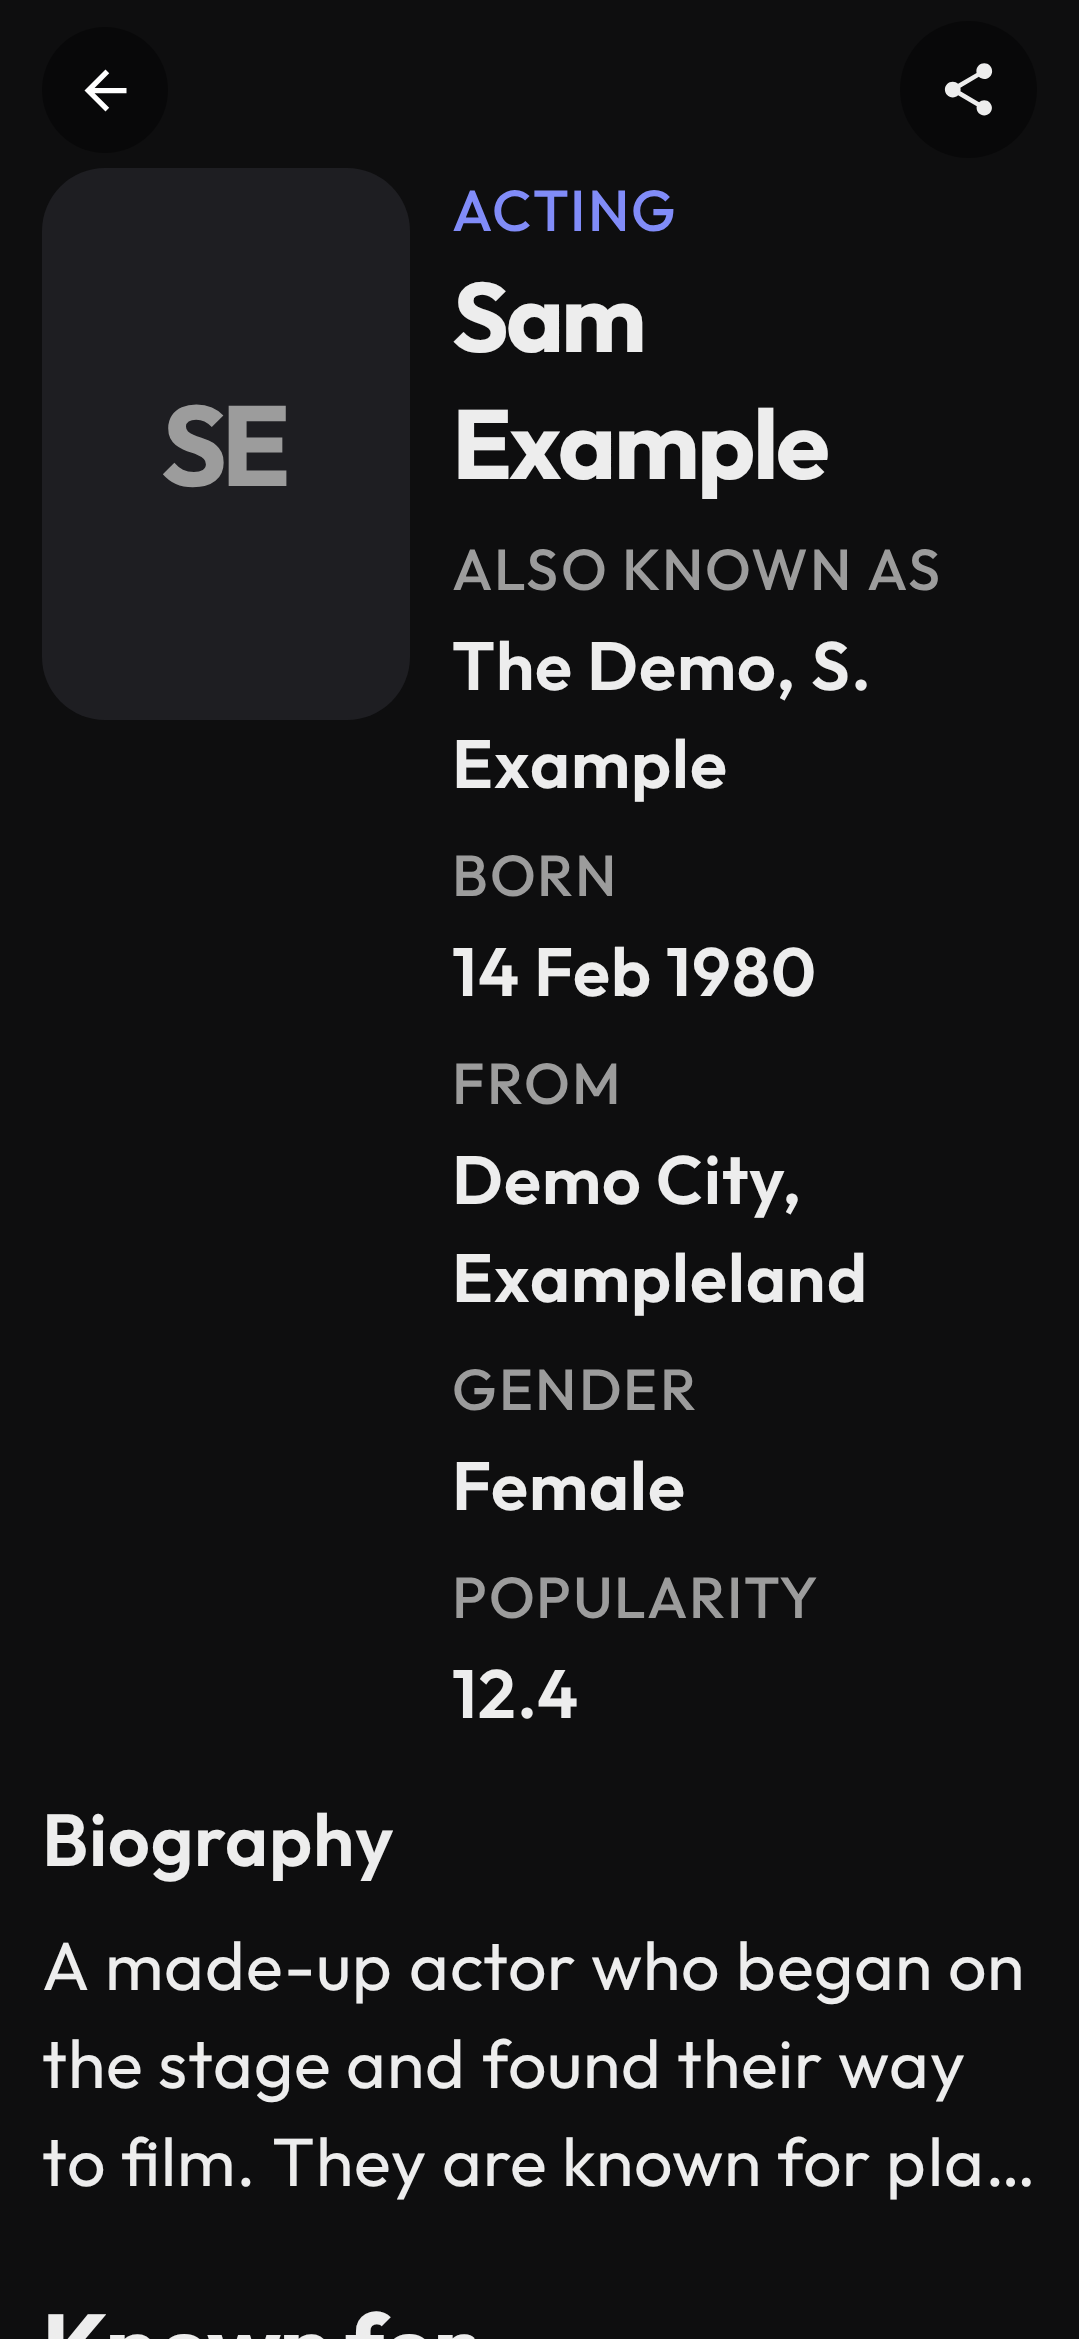 ACTING
Sam
Example
SE
ALSO KNOWN AS
The Demo, S.
Example
BORN
14 Feb 1980
FROM
Demo City,
Exampleland
GENDER
Female
POPULARITY
12.4
Biography
A made-up actor who began on
the stage and found their way
to film. They are known for pla...
Known for